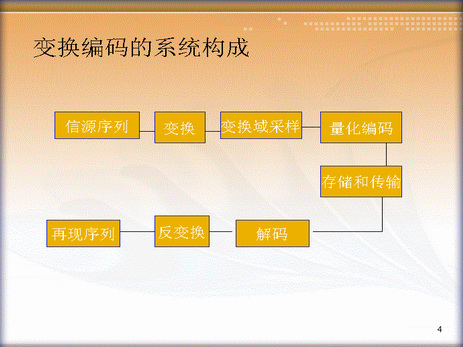 变换编码的系统构成
信源序列 变换 变换域采样 量化编码
存储和传输
再现序列 反变换 解码
4